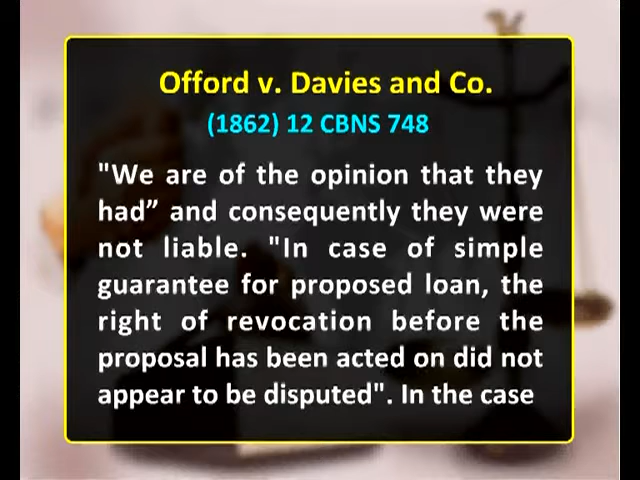 Offord v. Davies and Co.
(1862) 12 CBNS 748
"We are of the opinion that they
had” and consequently they were
not liable. "In case of simple
guarantee for proposed loan, the
right of revocation before the
proposal has been acted on did not
appear to be disputed". In the case